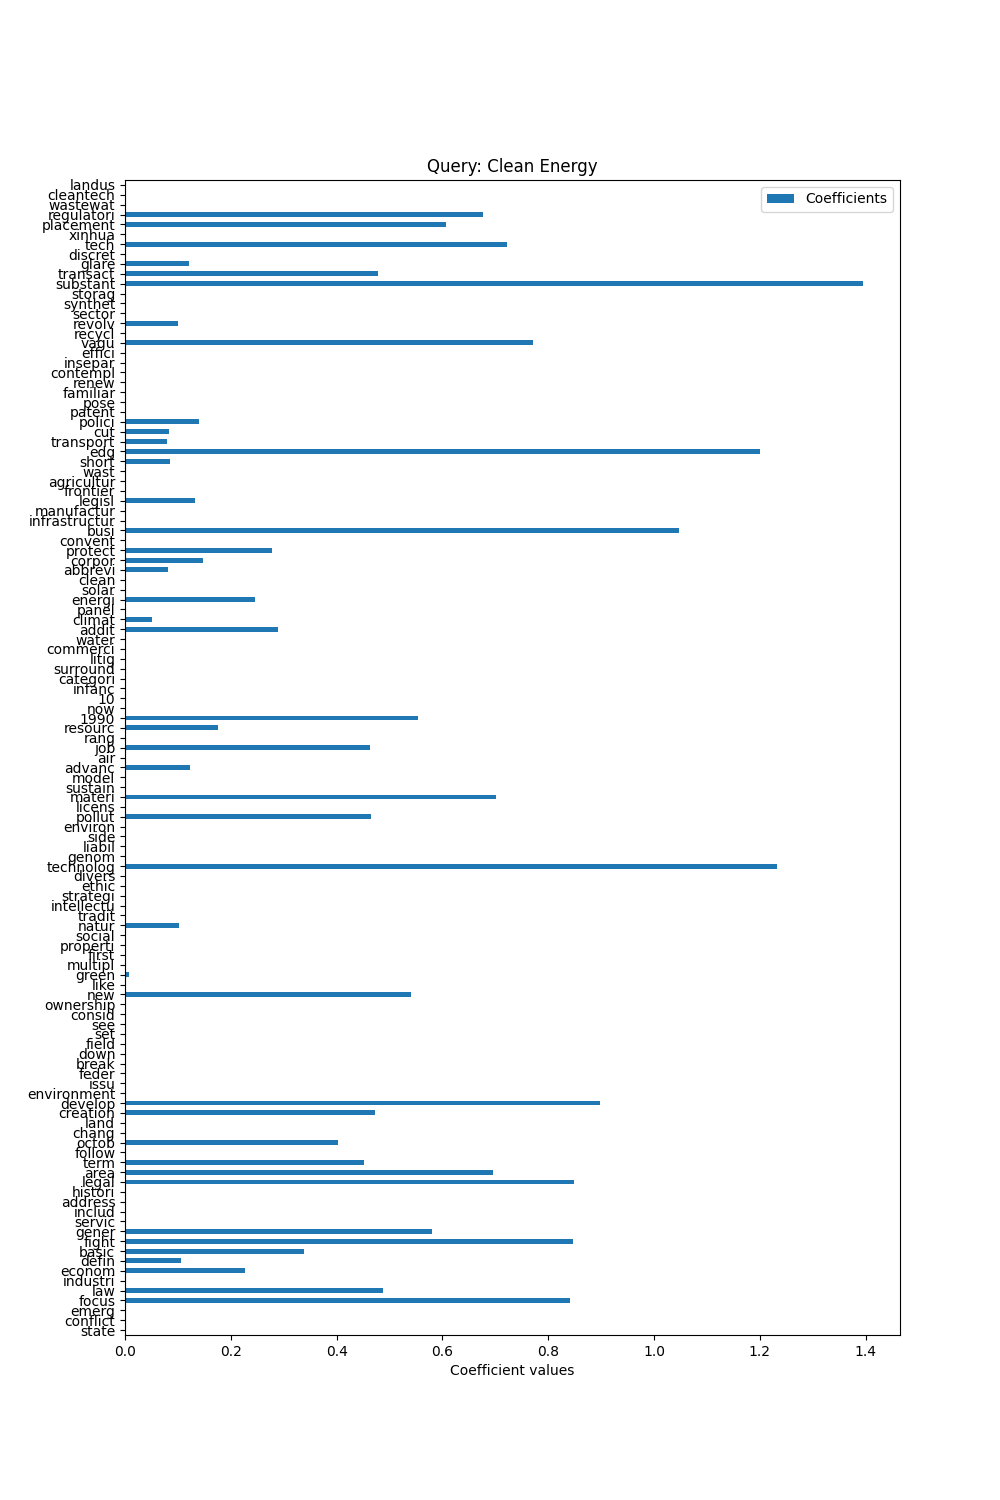 Query: Clean Energy
Coefficients
landus
cleantech
wastewat
regulatori
placement
xinhua
tech
discret
glare
transact
substant
storag
synthet
sector
revolv
recycl
vagu
effici
insepar
contempl
renew
familiar
pose
patent
polici
cut
transport
edg
short
wast
agricultur
frontier
legisl
manufactur
infrastructur
busi
convent
protect
corpor
abbrevi
clean
solar
energi
panel
climat
addit
water
commerci
litig
surround
categori
infanc
10
now
1990
resourc
rang
job
air
advanc
model
sustain
materi
licens
pollut
environ
side
liabil
genom
technolog
divers
ethic
strategi
intellectu
tradit
natur
social
properti
first
multipl
green
like
new
ownership
consid
see
set
field
down
break
feder
issu
environment
develop
creation
land
chang
octob
follow
term
area
legal
histori
address
includ
servic
gener
fight
basic
defin
econom
industri
law
focus
emerg
conflict
state
0.0 0.2 0.4 0.6 0.8 1.0 1.2 1.4
Coefficient values